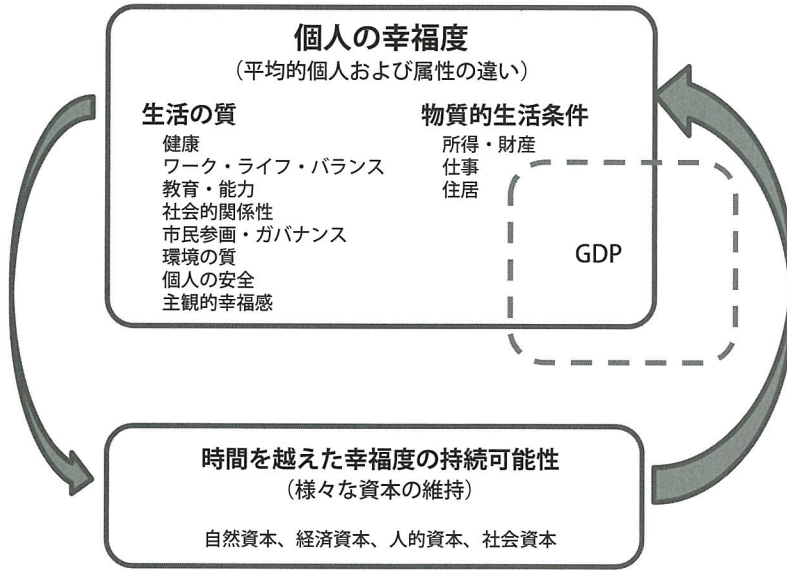 個人の幸福度
（平均的個人および属性の違い）
生活の質
健康
ワーク・ライフ・バランス
教育・能力
社会的関係性
市民参画・ガバナンス
環境の質
個人の安全
主観的幸福感
物質的生活条件
所得・財産
仕事
住居
GDP
時間を越えた幸福度の持続可能性
（様々な資本の維持）
自然資本、経済資本、人的資本、社会資本